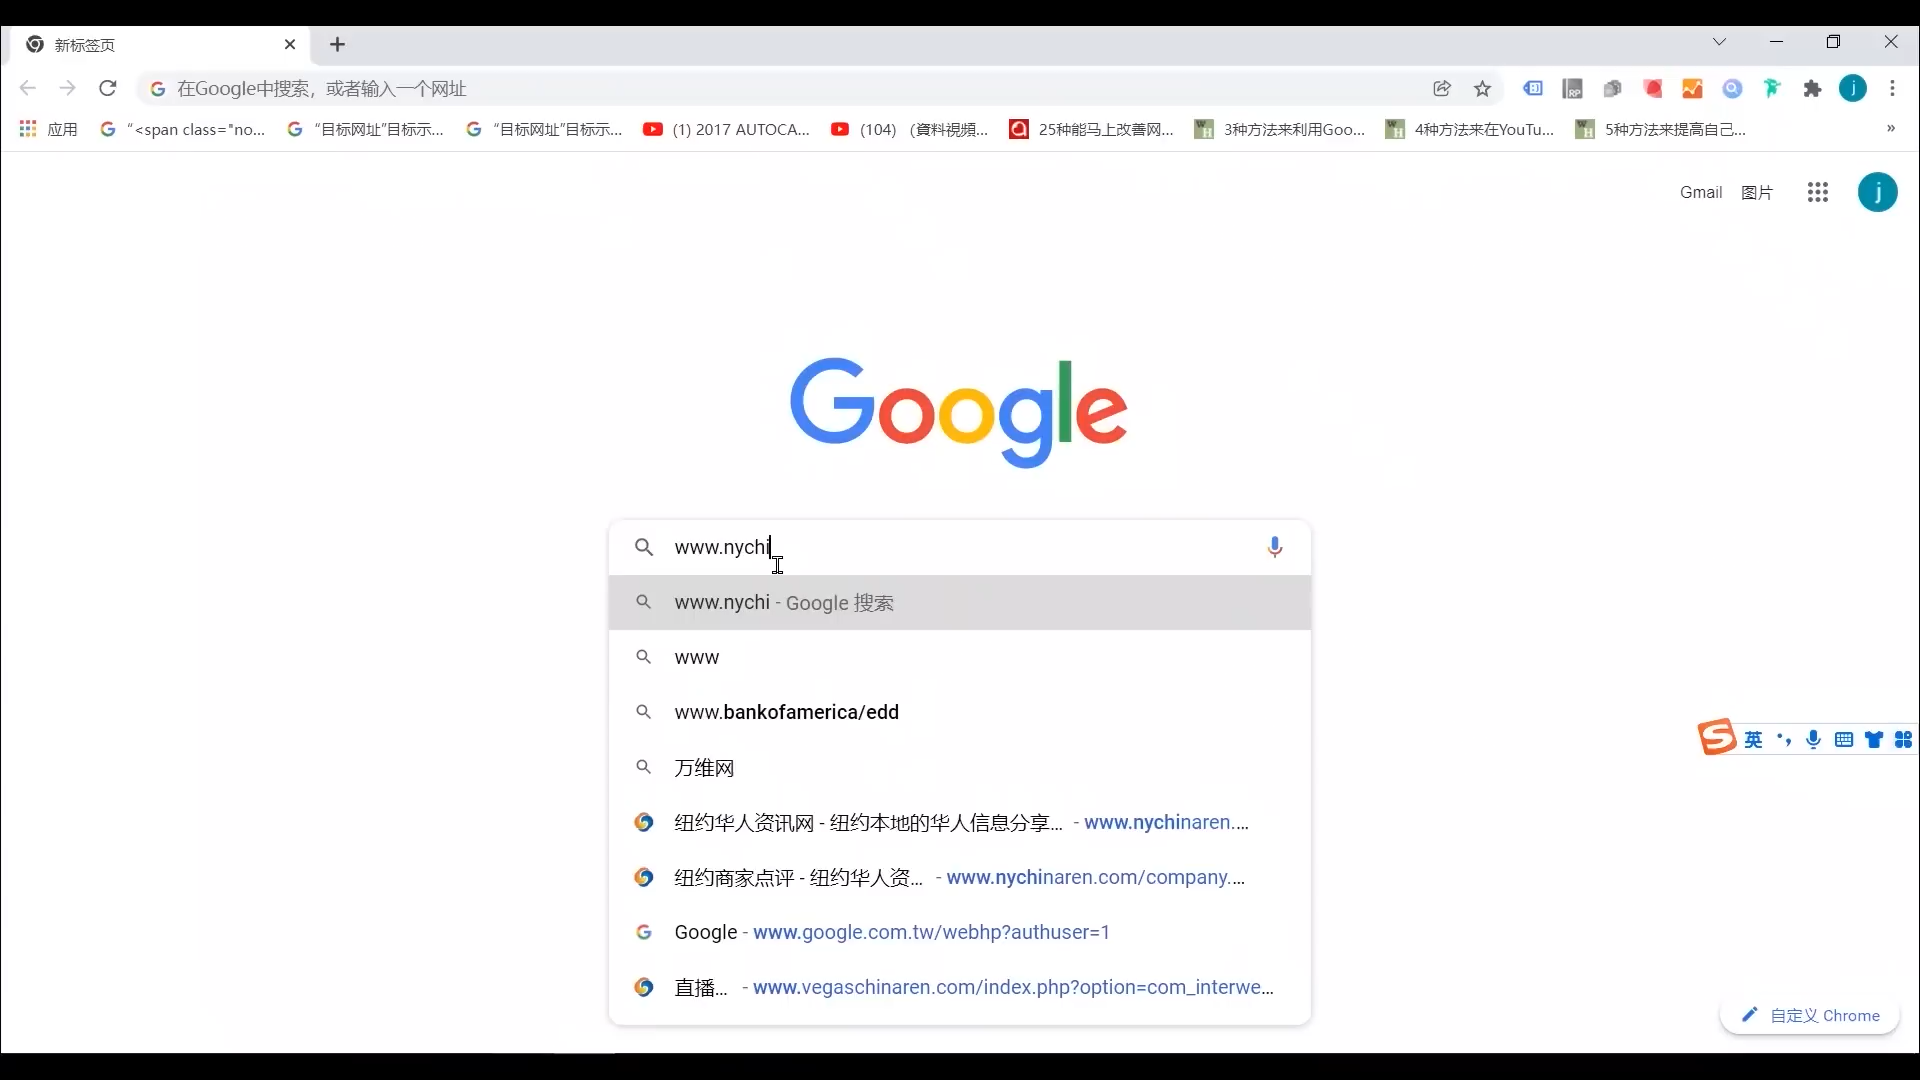 新标签页
在Google中搜索，或者输入一个网址
应用 “<span class="no... “目标网址”目标示... “目标网址”目标示... (1) 2017 AUTOCA... (104) (資料視頻... 25种能马上改善网... 3种方法来利用Goo... 4种方法来在YouTu... 5种方法来提高自己... »
Gmail 图片 j
Google
www.nychi
www.nychi - Google 搜索
www
www.bankofamerica/edd
万维网
纽约华人资讯网 - 纽约本地的华人信息分享... - www.nychinaren....
纽约商家点评 - 纽约华人资... - www.nychinaren.com/company....
Google - www.google.com.tw/webhp?authuser=1
直播... - www.vegaschinaren.com/index.php?option=com_interwe...
英
自定义 Chrome